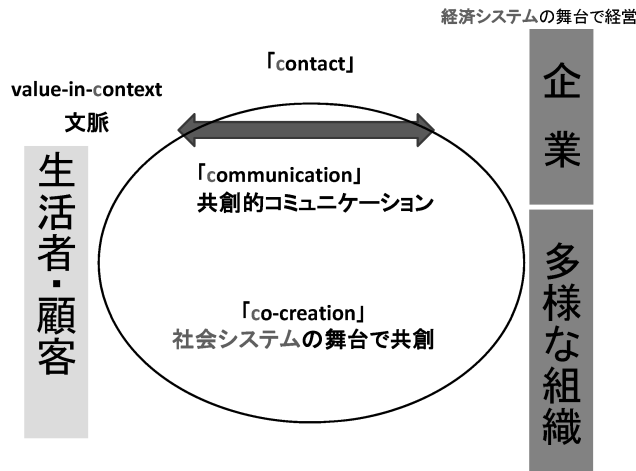 経済システムの舞台で経営
「contact」
企業
value-in-context
文脈
「communication」
共創的コミュニケーション
生活者・顧客
多様な組織
「co-creation」
社会システムの舞台で共創